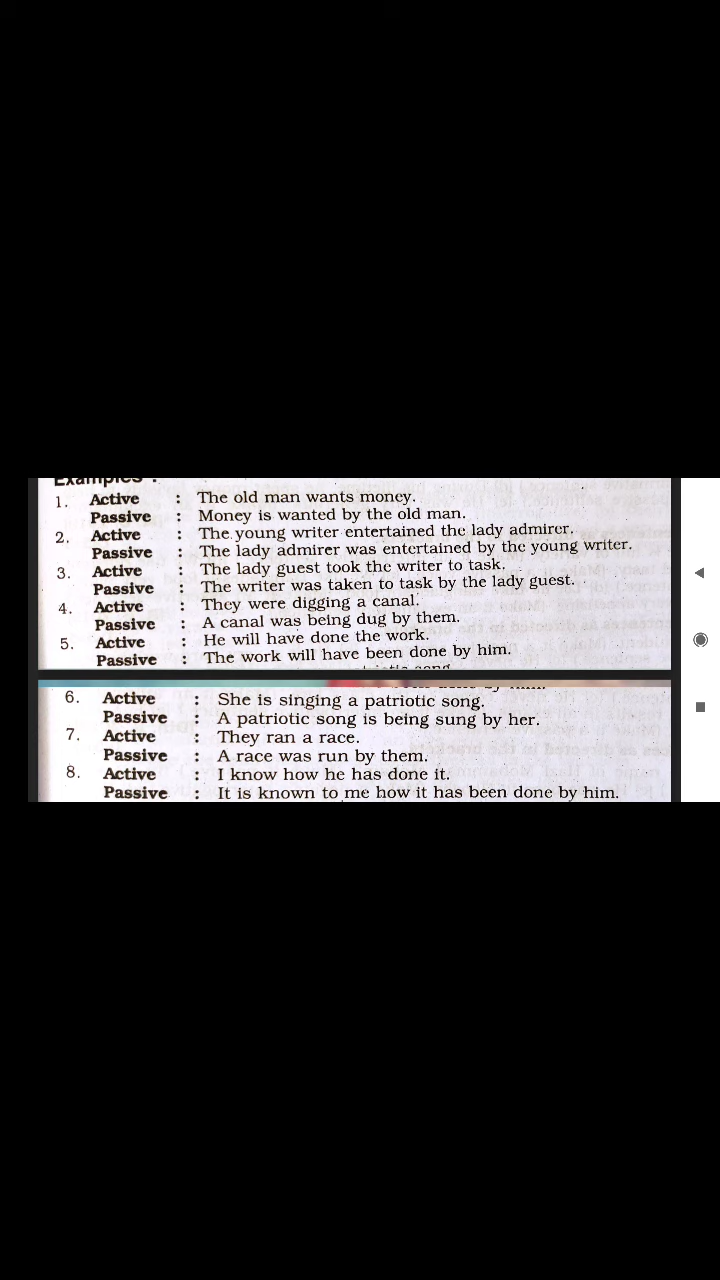 Examples :
1. Active : The old man wants money.
Passive : Money is wanted by the old man.
2. Active : The young writer entertained the lady admirer.
Passive : The lady admirer was entertained by the young writer.
3. Active : The lady guest took the writer to task.
Passive : The writer was taken to task by the lady guest.
4. Active : They were digging a canal.
Passive : A canal was being dug by them.
5. Active : He will have done the work.
Passive : The work will have been done by him.
6. Active : She is singing a patriotic song.
Passive : A patriotic song is being sung by her.
7. Active : They ran a race.
Passive : A race was run by them.
8. Active : I know how he has done it.
Passive : It is known to me how it has been done by him.